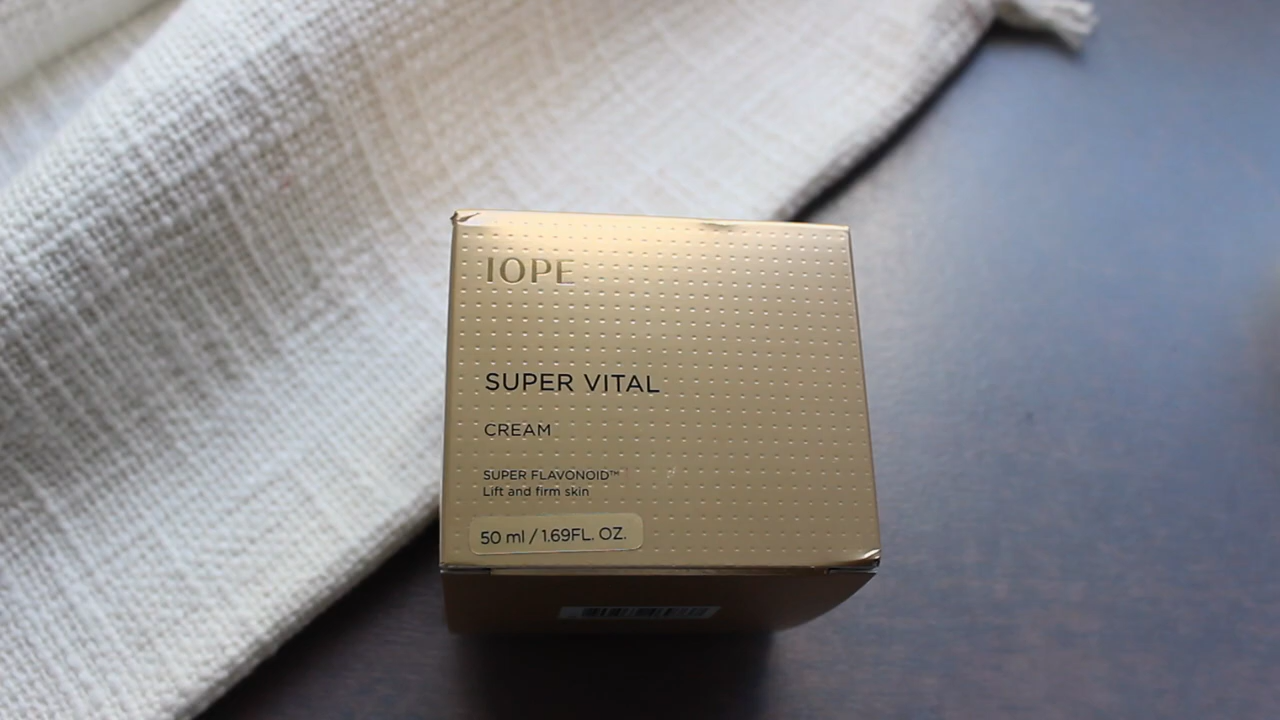 IOPE
SUPER VITAL
CREAM
SUPER FLAVONOID™
Lift and firm skin
50 ml / 1.69FL. OZ.